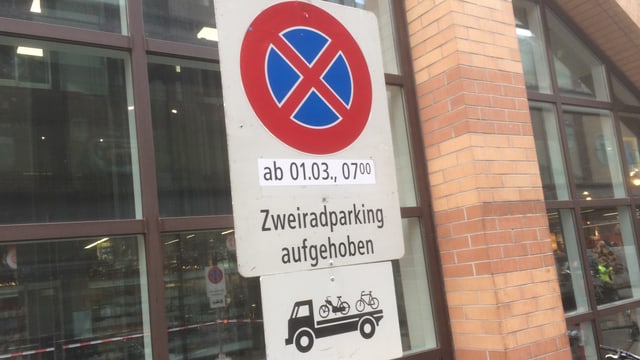 ab 01.03., 07⁰⁰
Zweiradparking
aufgehoben